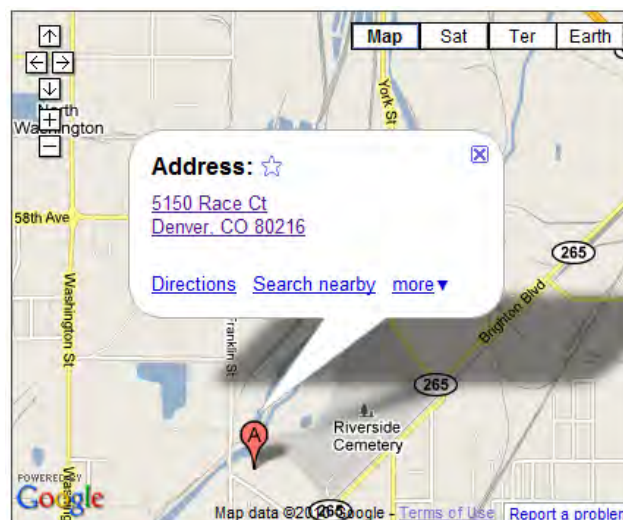 Map Sat Ter Earth
York St
North
Washington
Address:
5150 Race Ct
Denver, CO 80216
Directions Search nearby more▼
58th Ave
265
Brighton Blvd
Washington St
Franklin St
265
Riverside
Cemetery
A
POWERED BY
Google
265
Map data ©2010 Google - Terms of Use
Report a problem